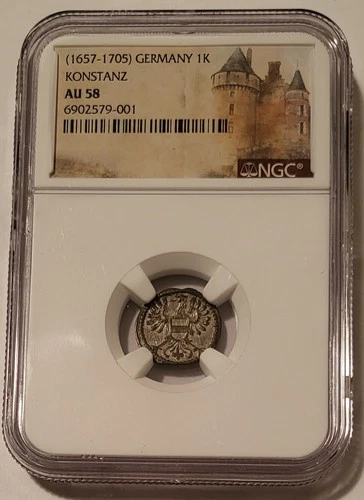 (1657-1705) GERMANY 1K
KONSTANZ
AU 58
6902579-001
NGC®